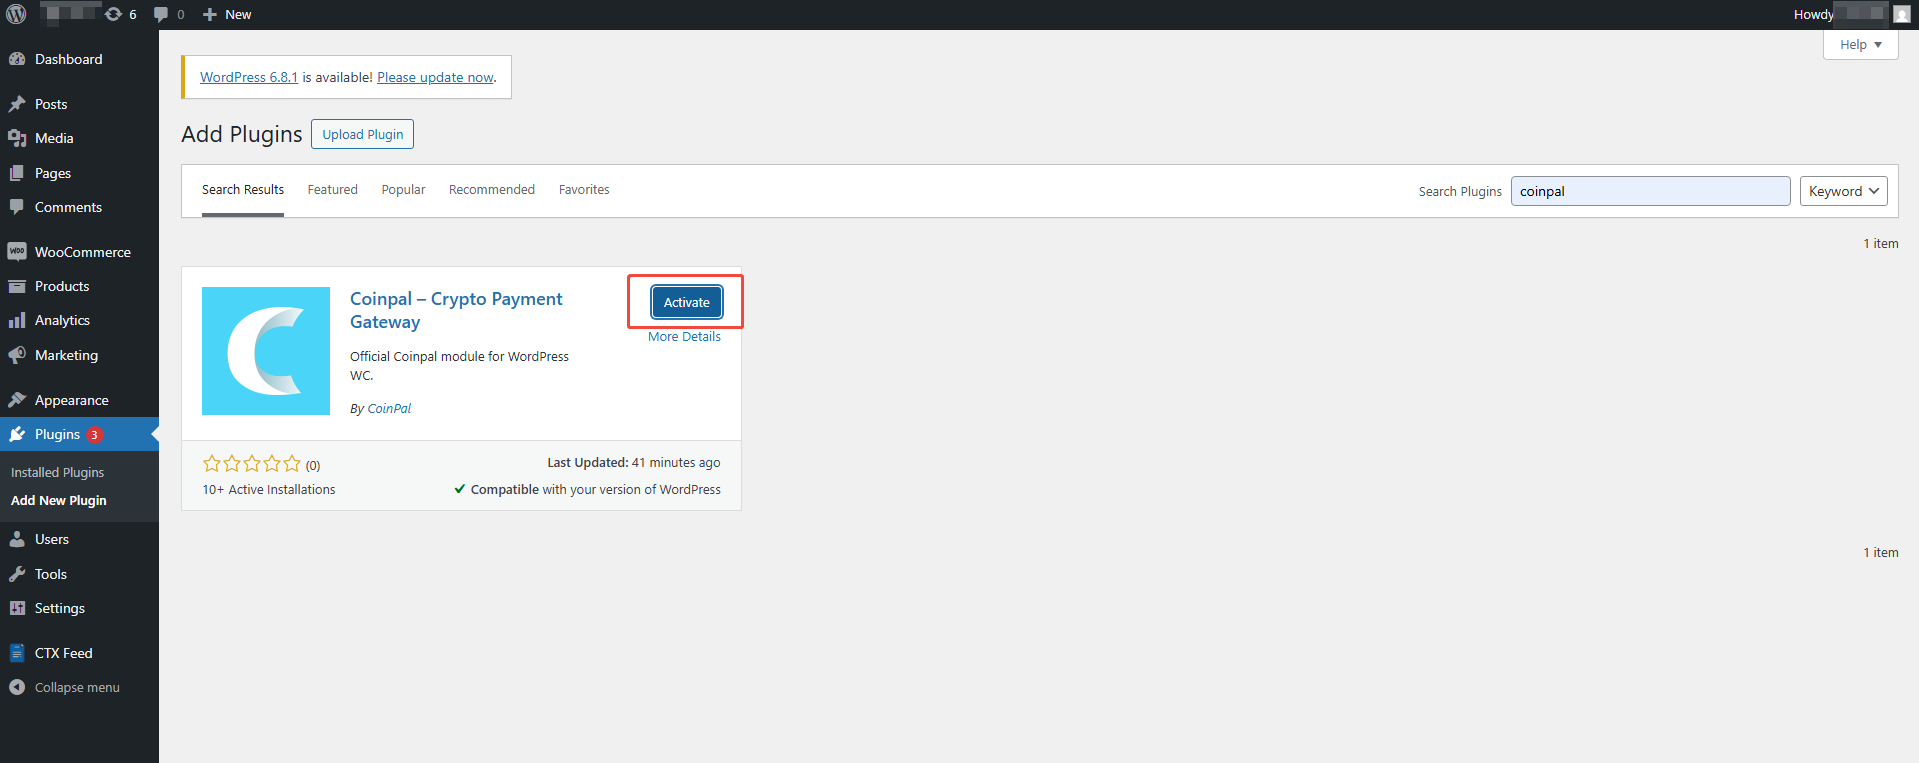 6
0
New
Howdy
Help
Dashboard
Posts
Media
Pages
Comments
WOO
WooCommerce
Products
Analytics
Marketing
Appearance
Plugins 3
Installed Plugins
Add New Plugin
Users
Tools
Settings
CTX Feed
Collapse menu
WordPress 6.8.1 is available! Please update now.
Add Plugins
Upload Plugin
Search Results
Featured
Popular
Recommended
Favorites
Search Plugins
coinpal
Keyword
1 item
Coinpal – Crypto Payment
Gateway
Activate
More Details
Official Coinpal module for WordPress
WC.
By CoinPal
(0)
Last Updated: 41 minutes ago
10+ Active Installations
Compatible with your version of WordPress
1 item